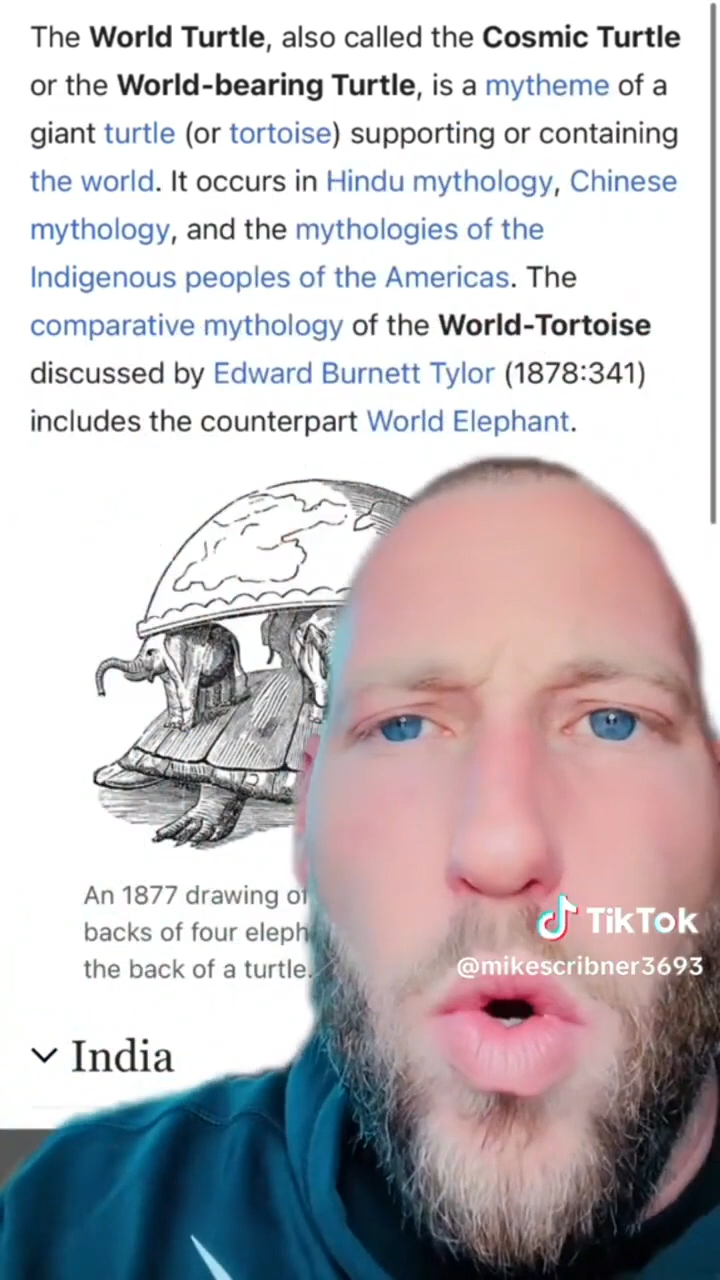 The World Turtle, also called the Cosmic Turtle
or the World-bearing Turtle, is a mytheme of a
giant turtle (or tortoise) supporting or containing
the world. It occurs in Hindu mythology, Chinese
mythology, and the mythologies of the
Indigenous peoples of the Americas. The
comparative mythology of the World-Tortoise
discussed by Edward Burnett Tylor (1878:341)
includes the counterpart World Elephant.
An 1877 drawing of
backs of four eleph
the back of a turtle.
TikTok
@mikescribner3693
India